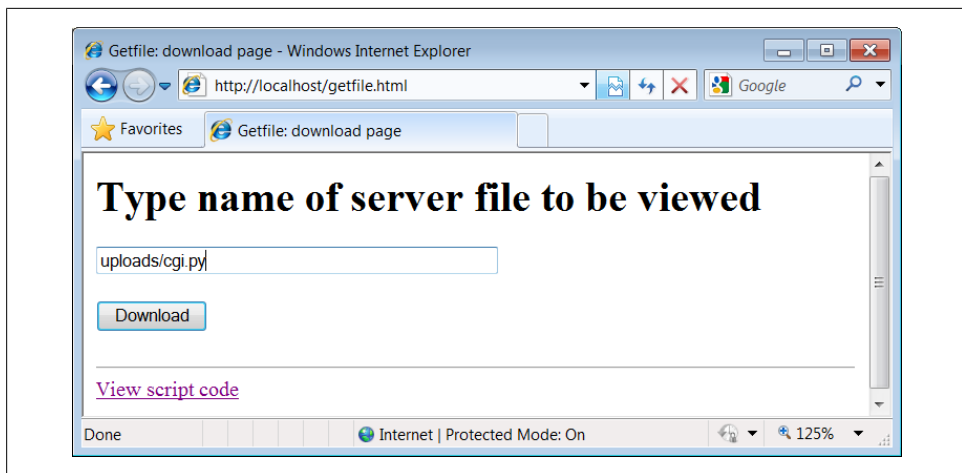 Getfile: download page - Windows Internet Explorer
http://localhost/getfile.html
Google
Favorites
Getfile: download page
Type name of server file to be viewed
uploads/cgi.py
Download
View script code
Done
Internet | Protected Mode: On
125%